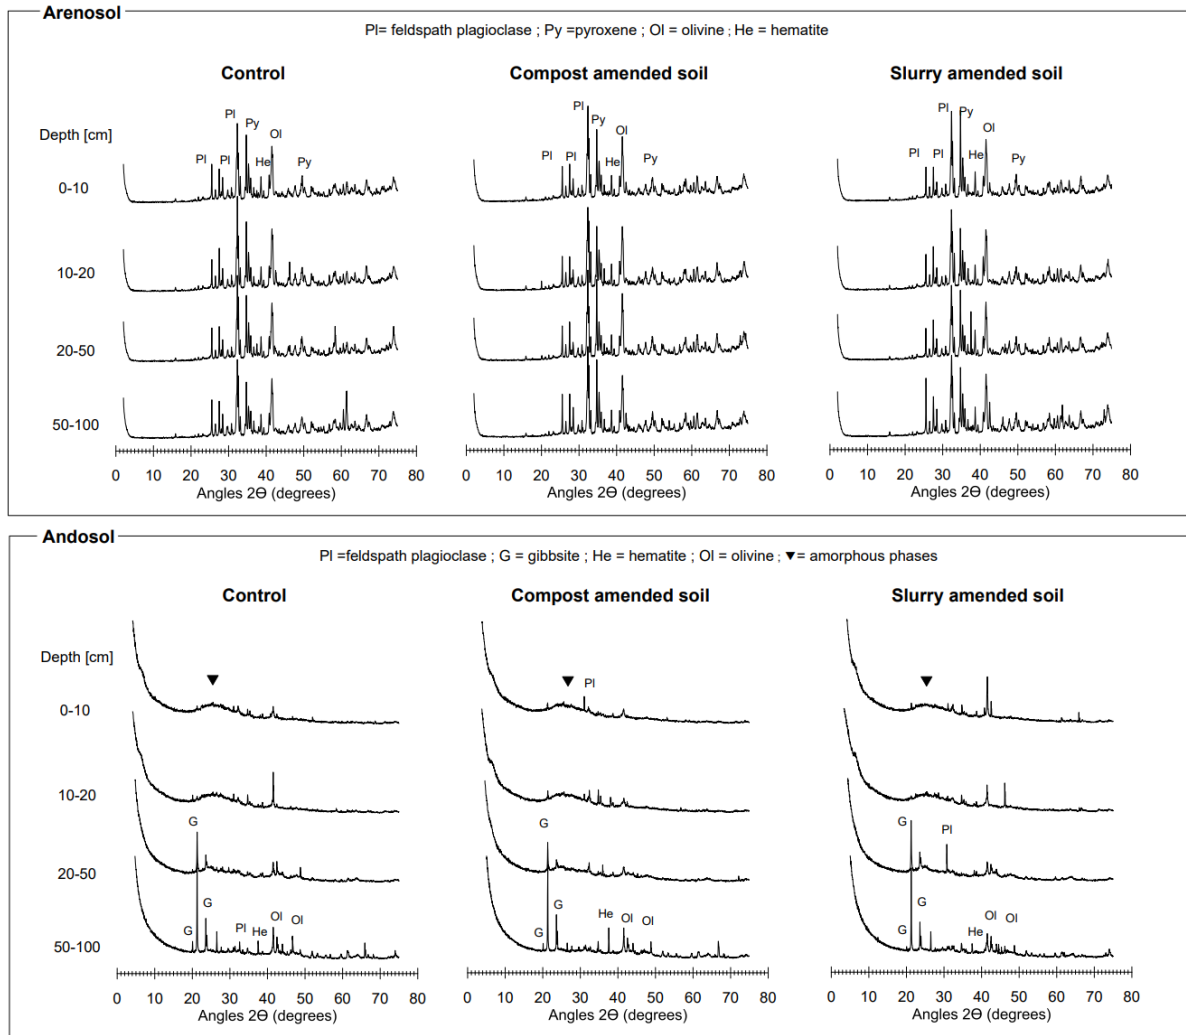 Arenosol
Pl= feldspath plagioclase ; Py =pyroxene ; Ol = olivine ; He = hematite
Control
Compost amended soil
Slurry amended soil
Depth [cm]
Pl Py Ol
Pl Pl He Py
Pl Py Ol
Pl Pl He Py
Pl Py Ol
Pl Pl He Py
0-10
10-20
20-50
50-100
0 10 20 30 40 50 60 70 80
Angles 2Θ (degrees)
0 10 20 30 40 50 60 70 80
Angles 2Θ (degrees)
0 10 20 30 40 50 60 70 80
Angles 2Θ (degrees)
Andosol
Pl =feldspath plagioclase ; G = gibbsite ; He = hematite ; Ol = olivine ; ▼= amorphous phases
Control
Compost amended soil
Slurry amended soil
Depth [cm]
▼
▼ Pl
▼
0-10
10-20
G
G
G Pl
20-50
G G Pl He Ol Ol
G G He Ol Ol
G G He Ol Ol
50-100
0 10 20 30 40 50 60 70 80
Angles 2Θ (degrees)
0 10 20 30 40 50 60 70 80
Angles 2Θ (degrees)
0 10 20 30 40 50 60 70 80
Angles 2Θ (degrees)